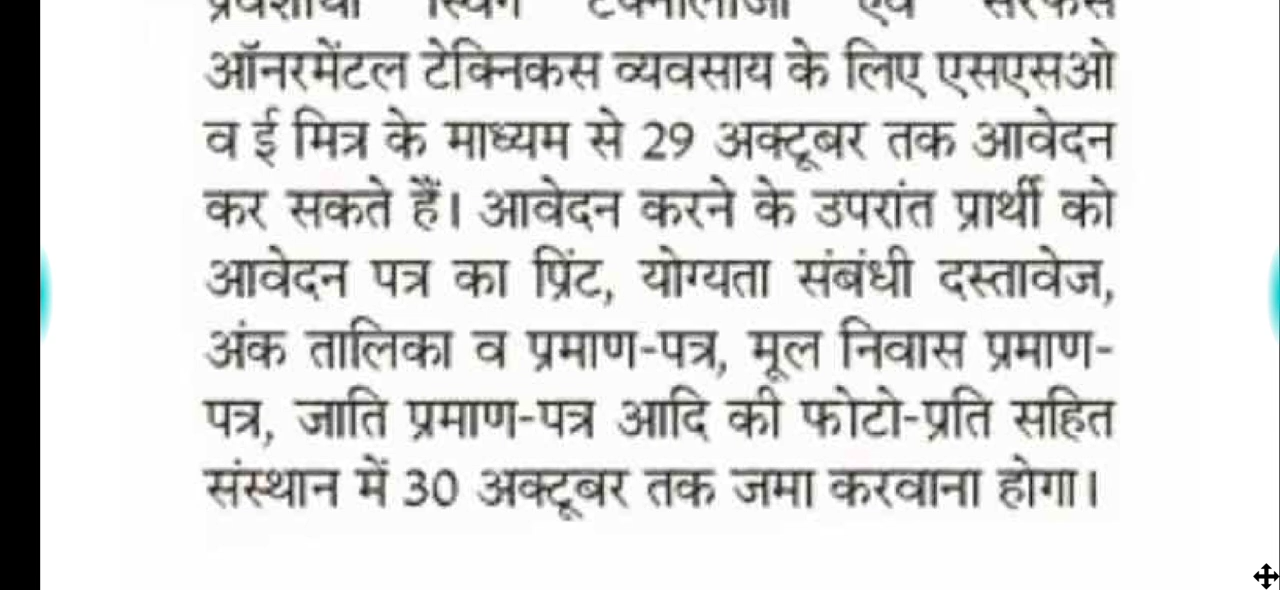 ऑनरमेंटल टेक्निकस व्यवसाय के लिए एसएसओ
व ई मित्र के माध्यम से 29 अक्टूबर तक आवेदन
कर सकते हैं। आवेदन करने के उपरांत प्रार्थी को
आवेदन पत्र का प्रिंट, योग्यता संबंधी दस्तावेज,
अंक तालिका व प्रमाण-पत्र, मूल निवास प्रमाण-
पत्र, जाति प्रमाण-पत्र आदि की फोटो-प्रति सहित
संस्थान में 30 अक्टूबर तक जमा करवाना होगा।